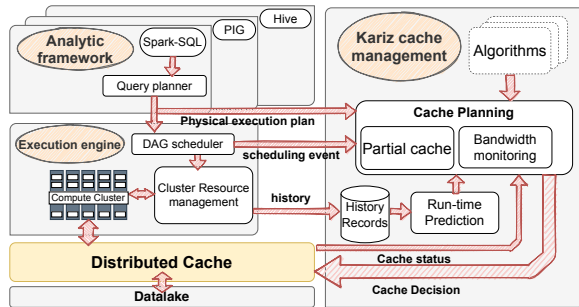 Hive
PIG
Analytic
framework
Spark-SQL
Query planner
Physical execution plan
Kariz cache
management
Algorithms
Cache Planning
Partial cache
Bandwidth
monitoring
Execution engine
DAG scheduler
scheduling event
Compute Cluster
Cluster Resource
management
history
History
Records
Run-time
Prediction
Distributed Cache
Cache status
Cache Decision
Datalake